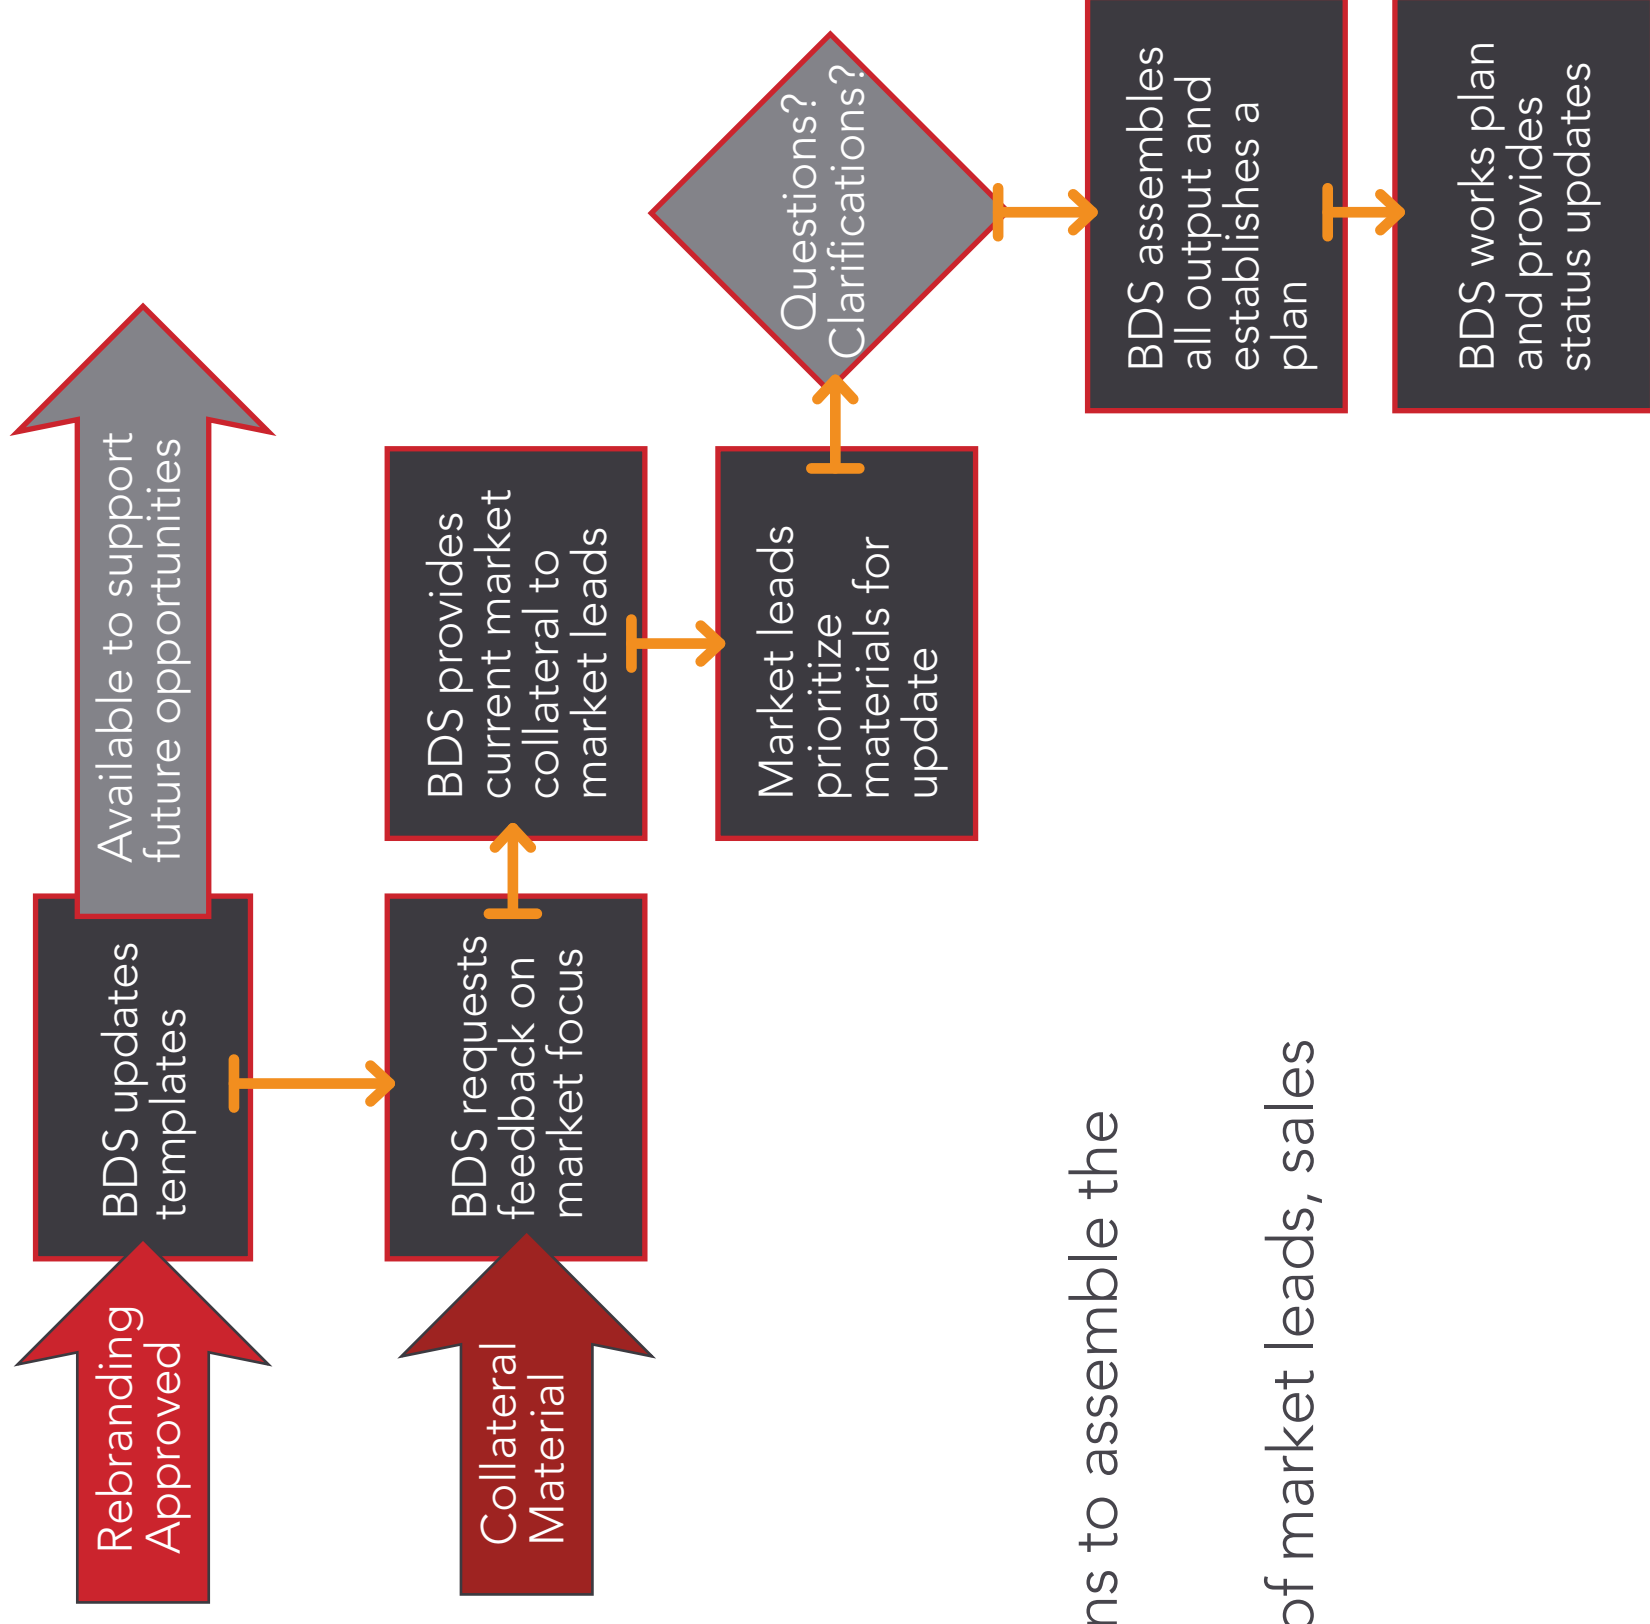 Rebranding
Approved
BDS updates
templates
Available to support
future opportunities
Collateral
Material
BDS requests
feedback on
market focus
BDS provides
current market
collateral to
market leads
Market leads
prioritize
materials for
update
Questions?
Clarifications?
BDS assembles
all output and
establishes a
plan
BDS works plan
and provides
status updates
ns to assemble the
of market leads, sales